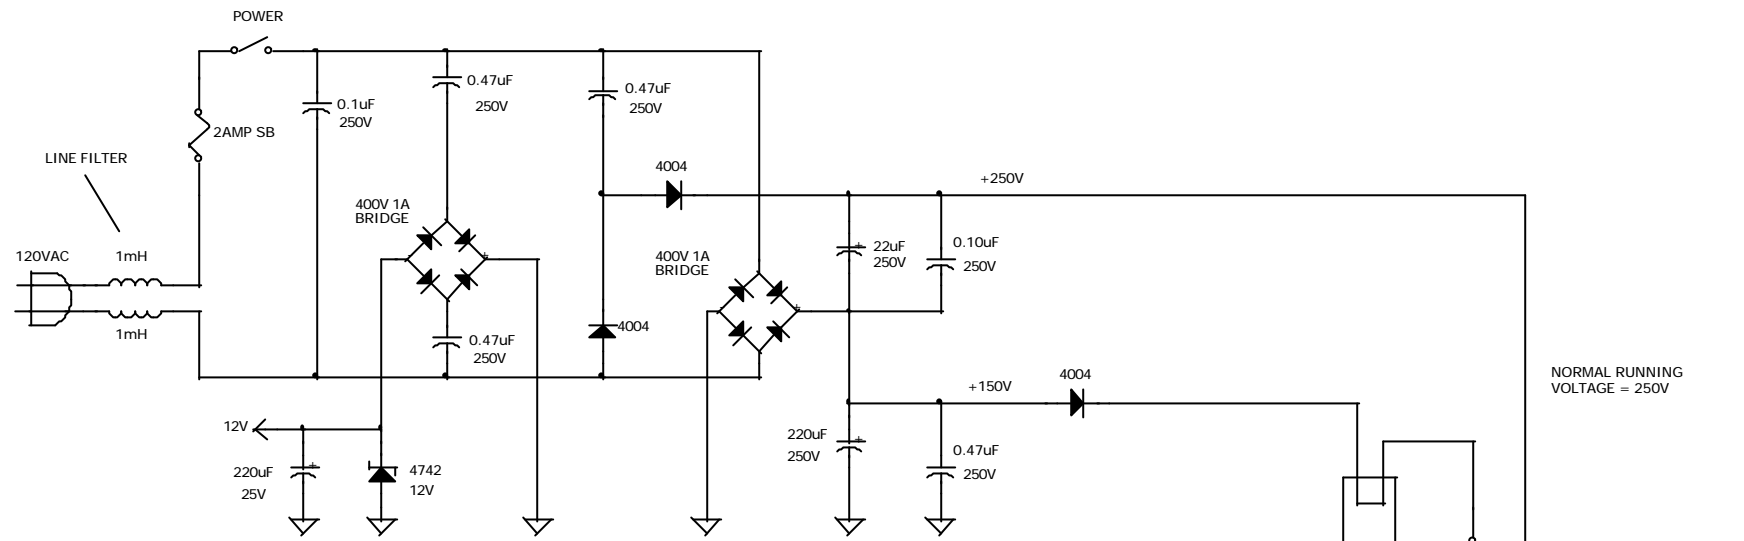 POWER
0.47uF
250V
0.47uF
250V
0.1uF
250V
2AMP SB
LINE FILTER
4004
+250V
400V 1A
BRIDGE
120VAC
1mH
1mH
400V 1A
BRIDGE
22uF
250V
0.10uF
250V
0.47uF
250V
4004
4004
+150V
NORMAL RUNNING
VOLTAGE = 250V
12V
220uF
25V
4742
12V
220uF
250V
0.47uF
250V